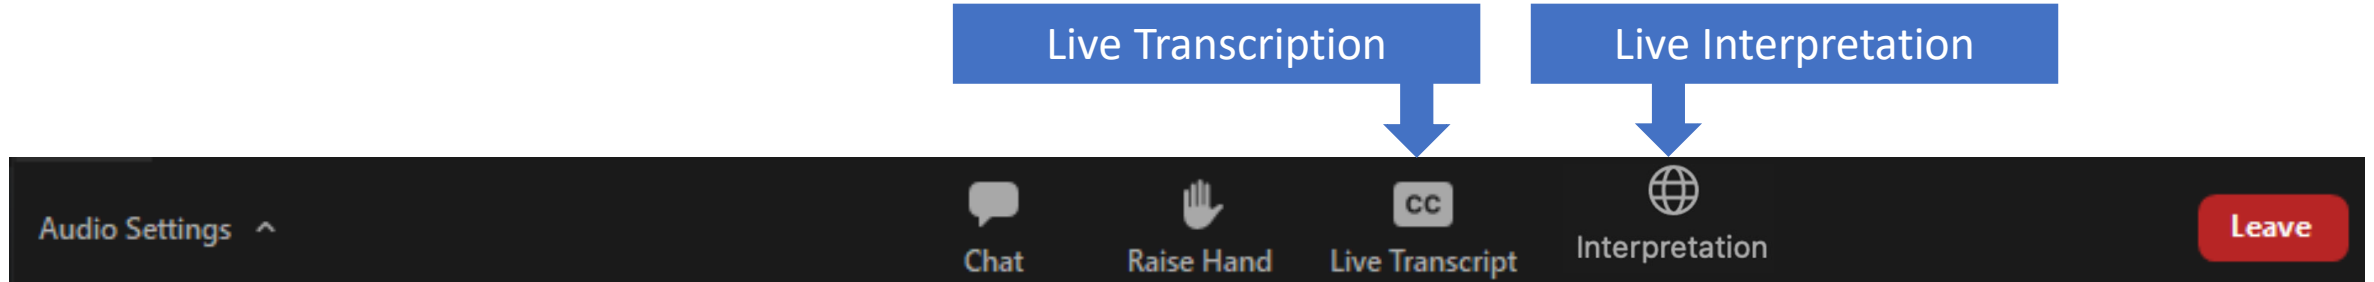 Live Transcription
Live Interpretation
Audio Settings
Chat
Raise Hand
CC
Live Transcript
Interpretation
Leave